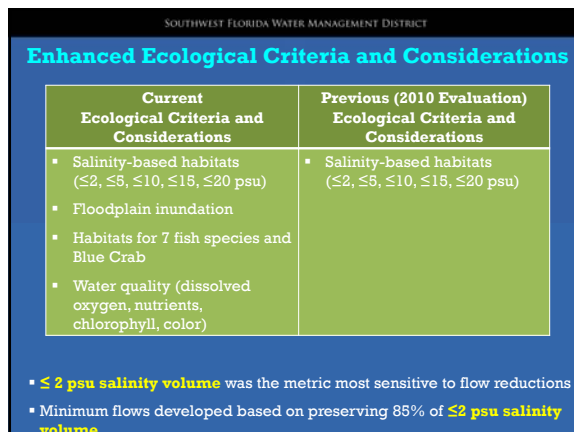 SOUTHWEST FLORIDA WATER MANAGEMENT DISTRICT
Enhanced Ecological Criteria and Considerations
Current
Ecological Criteria and
Considerations
Previous (2010 Evaluation)
Ecological Criteria and
Considerations
▪ Salinity-based habitats
(≤2, ≤5, ≤10, ≤15, ≤20 psu)
▪ Floodplain inundation
▪ Habitats for 7 fish species and
Blue Crab
▪ Water quality (dissolved
oxygen, nutrients,
chlorophyll, color)
▪ Salinity-based habitats
(≤2, ≤5, ≤10, ≤15, ≤20 psu)
▪ ≤ 2 psu salinity volume was the metric most sensitive to flow reductions
▪ Minimum flows developed based on preserving 85% of ≤2 psu salinity
volume